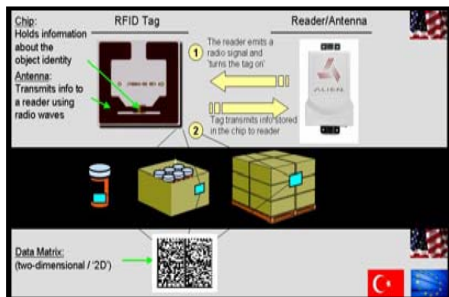 Chip:
Holds information
about the
object identity
Antenna:
Transmits info to
a reader using
radio waves
RFID Tag
Reader/Antenna
1
The reader emits a
radio signal and
'turns the tag on'
ALIEN
Tag transmits info stored
in the chip to reader
2
Data Matrix:
(two-dimensional / '2D')